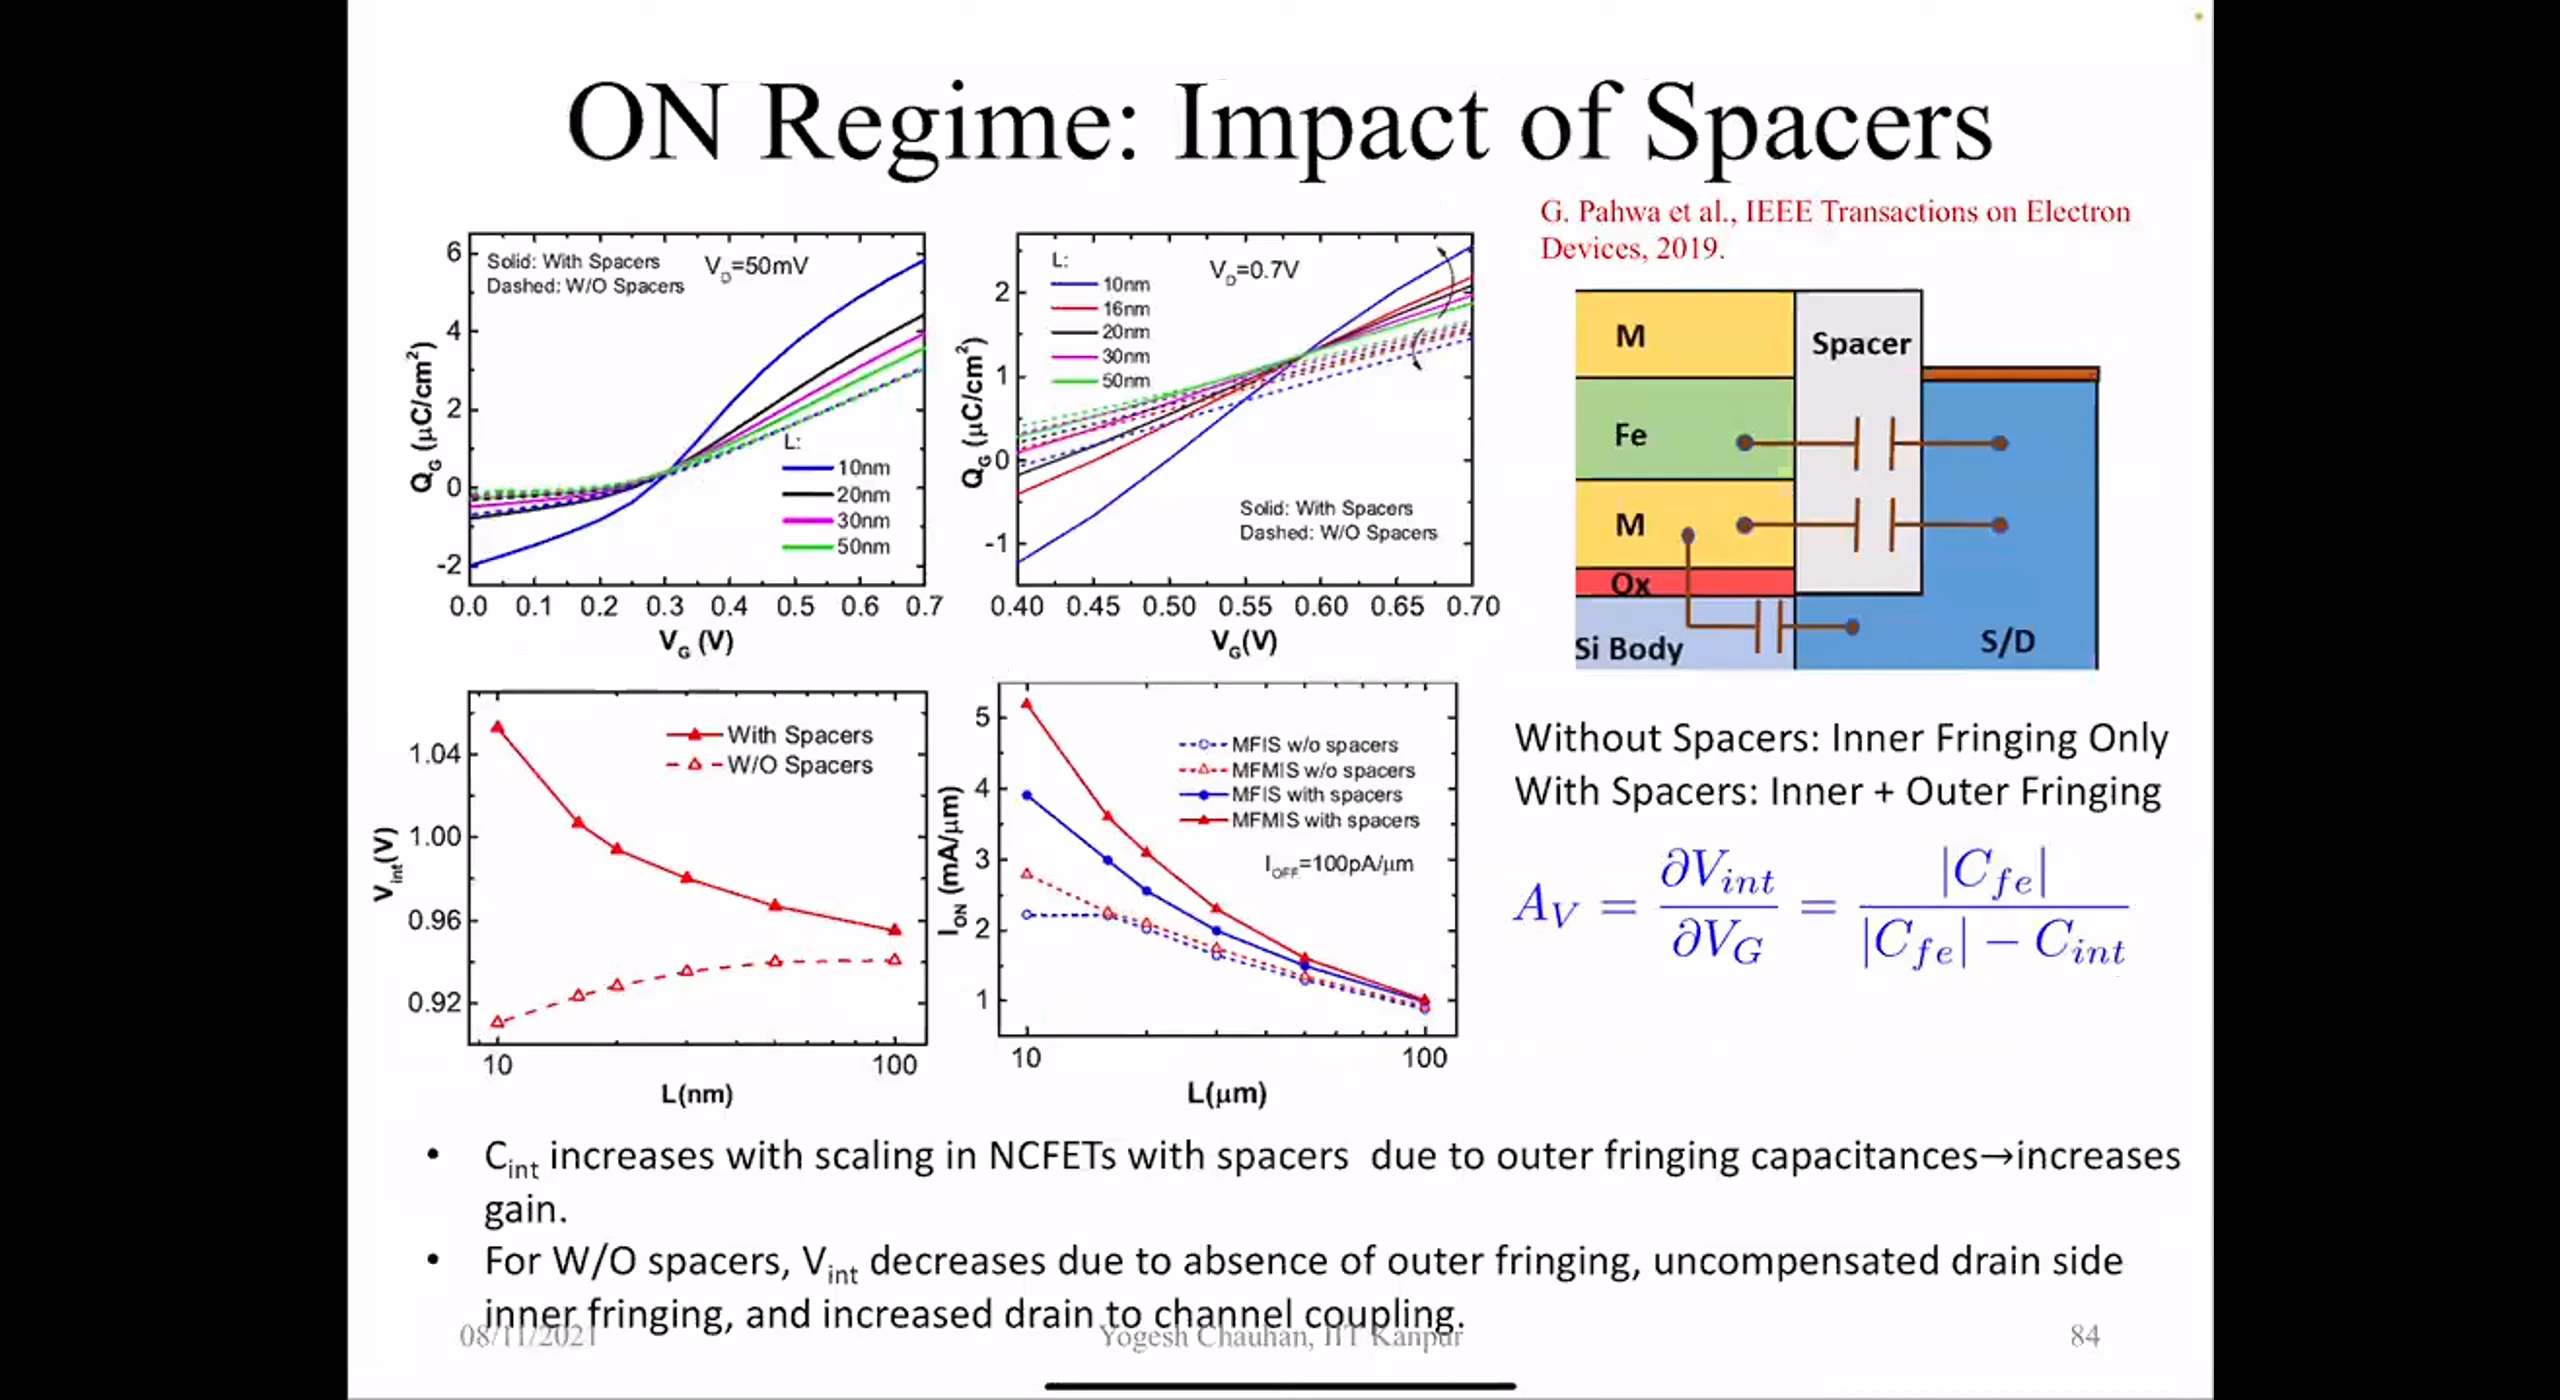 ON Regime: Impact of Spacers
G. Pahwa et al., IEEE Transactions on Electron
Devices, 2019.
Solid: With Spacers
Dashed: W/O Spacers
V_D=50mV
L:
10nm
20nm
30nm
50nm
6
4
2
0
-2
Q_G (μC/cm²)
0.0 0.1 0.2 0.3 0.4 0.5 0.6 0.7
V_G (V)
L:
10nm
16nm
20nm
30nm
50nm
V_D=0.7V
Solid: With Spacers
Dashed: W/O Spacers
2
1
0
-1
Q_G (μC/cm²)
0.40 0.45 0.50 0.55 0.60 0.65 0.70
V_G(V)
M
Spacer
Fe
M
Ox
Si Body
S/D
With Spacers
W/O Spacers
1.04
1.00
0.96
0.92
V_int(V)
10 100
L(nm)
MFIS w/o spacers
MFMIS w/o spacers
MFIS with spacers
MFMIS with spacers
I_OFF=100pA/μm
5
4
3
2
1
I_ON (mA/μm)
10 100
L(μm)
Without Spacers: Inner Fringing Only
With Spacers: Inner + Outer Fringing
A_V = ∂V_int/∂V_G = |C_fe|/(|C_fe| − C_int)
• C_int increases with scaling in NCFETs with spacers due to outer fringing capacitances→increases
gain.
• For W/O spacers, V_int decreases due to absence of outer fringing, uncompensated drain side
inner fringing, and increased drain to channel coupling.
08/11/2021
Yogesh Chauhan, IIT Kanpur
84